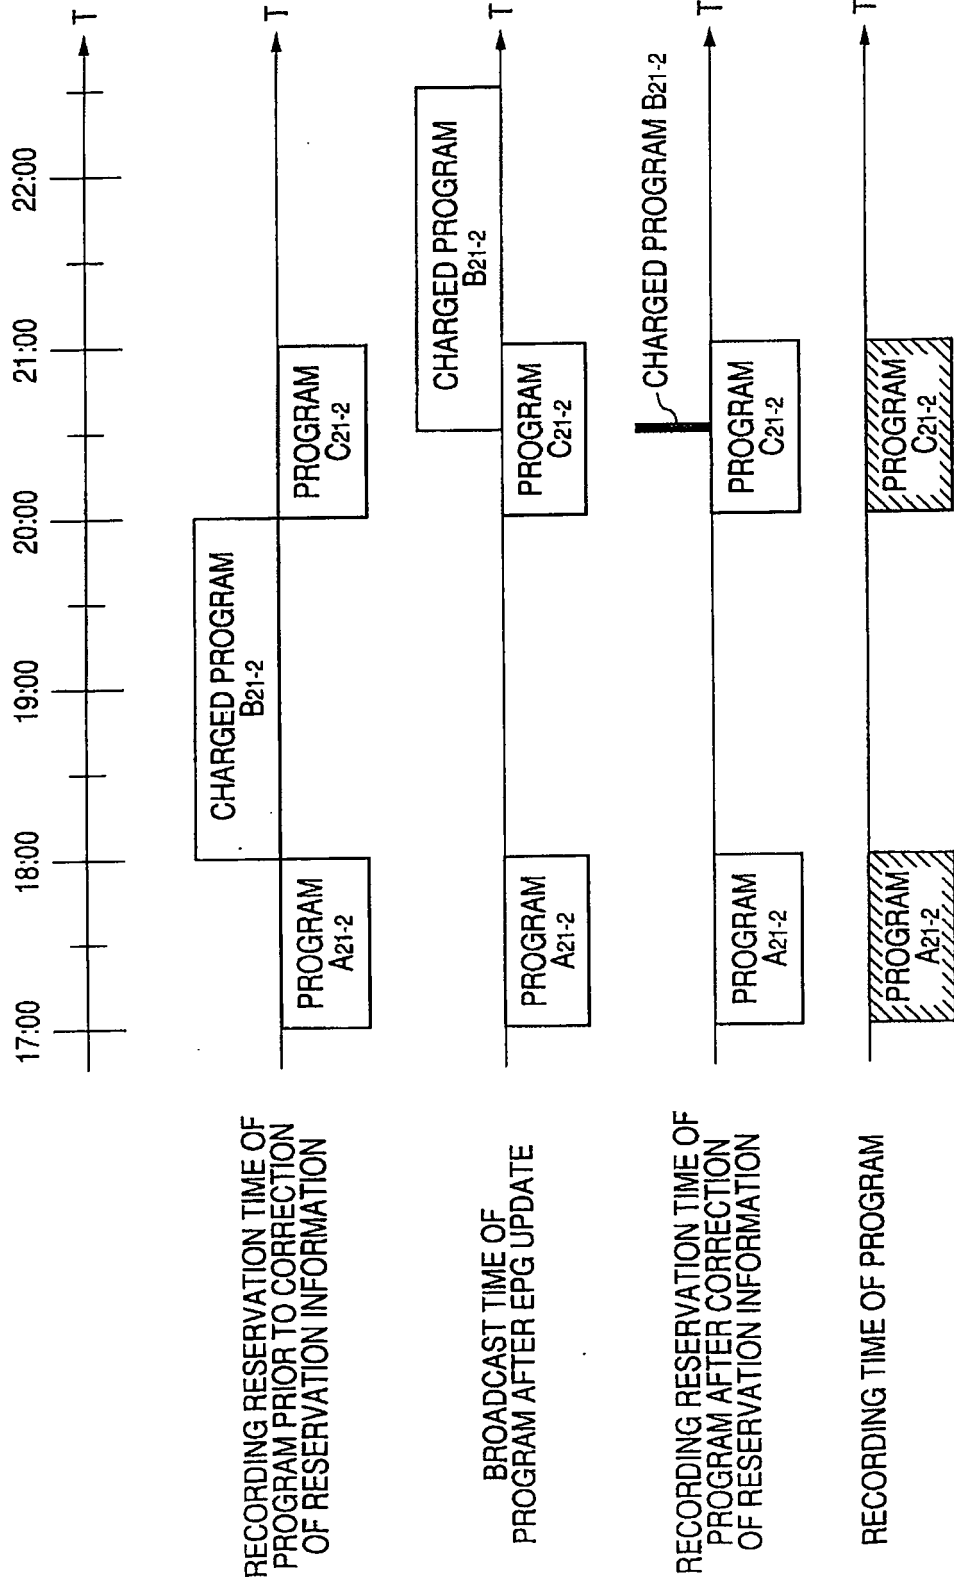 17:00 18:00 19:00 20:00 21:00 22:00 T
RECORDING RESERVATION TIME OF
PROGRAM PRIOR TO CORRECTION
OF RESERVATION INFORMATION
PROGRAM
A21-2
CHARGED PROGRAM
B21-2
PROGRAM
C21-2
T
BROADCAST TIME OF
PROGRAM AFTER EPG UPDATE
PROGRAM
A21-2
PROGRAM
C21-2
CHARGED PROGRAM
B21-2
T
RECORDING RESERVATION TIME OF
PROGRAM AFTER CORRECTION
OF RESERVATION INFORMATION
PROGRAM
A21-2
PROGRAM
C21-2
CHARGED PROGRAM B21-2
T
RECORDING TIME OF PROGRAM
PROGRAM
A21-2
PROGRAM
C21-2
T